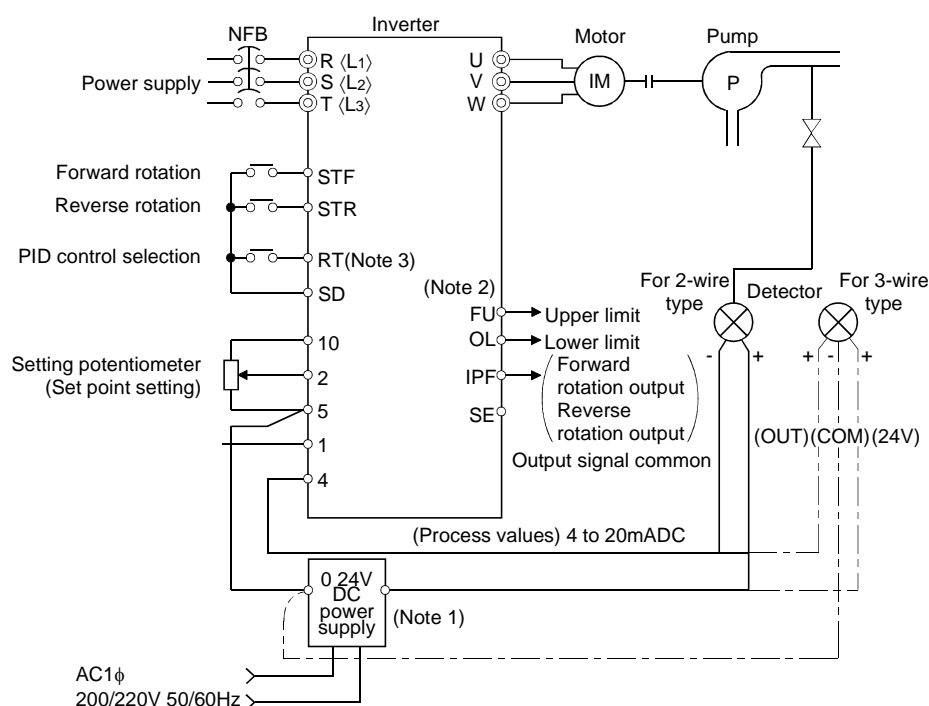 Inverter
NFB
Motor
Pump
R ⟨L1⟩
S ⟨L2⟩
T ⟨L3⟩
Power supply
U
V
W
IM
P
Forward rotation
STF
Reverse rotation
STR
PID control selection
RT(Note 3)
SD
(Note 2)
FU
Upper limit
OL
Lower limit
IPF
Forward
rotation output
Reverse
rotation output
SE
Output signal common
For 2-wire
type
Detector
For 3-wire
type
- +
+ - +
(OUT)(COM)(24V)
10
Setting potentiometer
(Set point setting)
2
5
1
4
(Process values) 4 to 20mADC
0 24V
DC
power
supply
(Note 1)
AC1ϕ
200/220V 50/60Hz